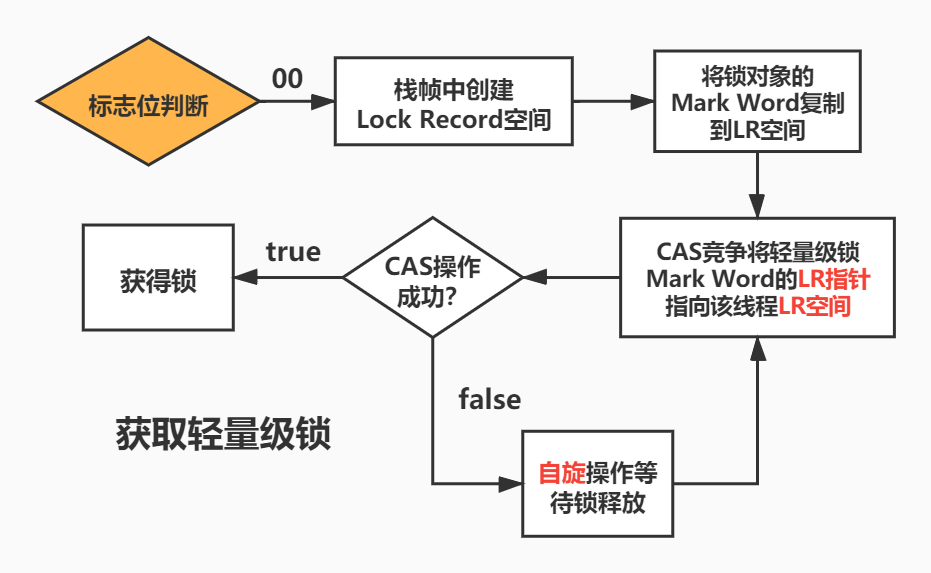 标志位判断
00
栈帧中创建
Lock Record空间
将锁对象的
Mark Word复制
到LR空间
CAS竞争将轻量级锁
Mark Word的LR指针
指向该线程LR空间
CAS操作
成功?
true
获得锁
false
自旋操作等
待锁释放
获取轻量级锁